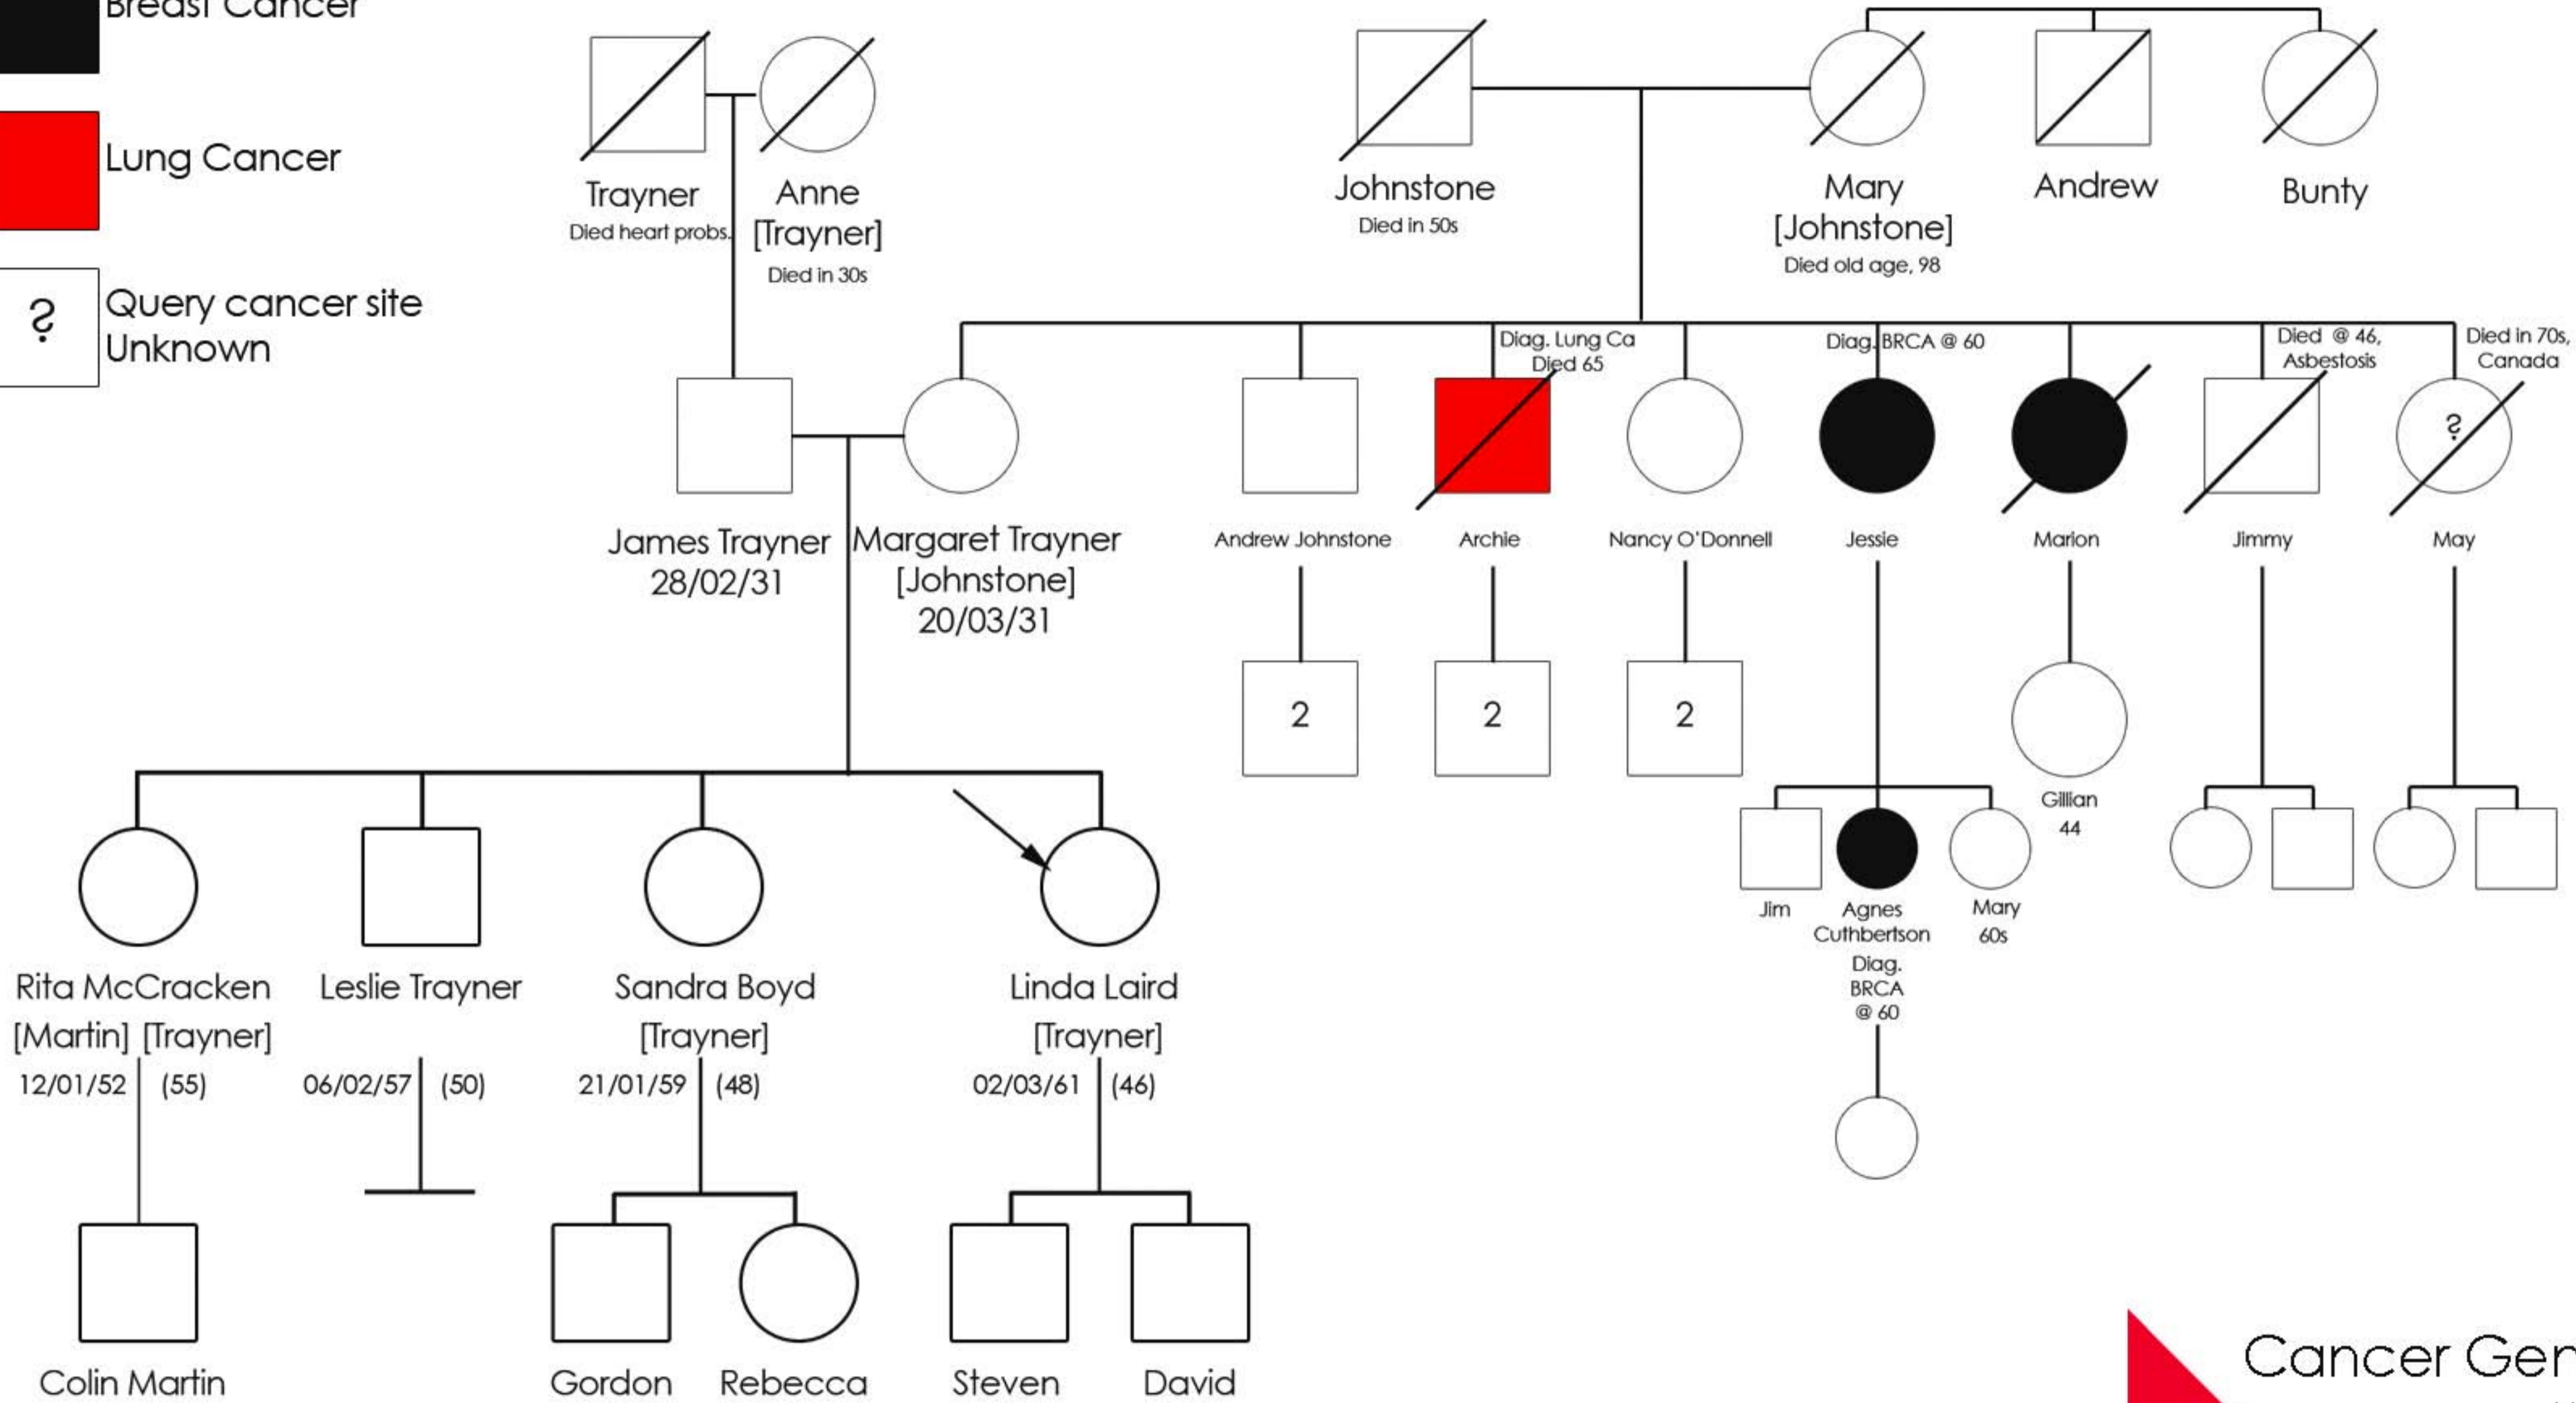 Breast Cancer
Lung Cancer
?
Query cancer site
Unknown
Trayner
Died heart probs.
Anne
[Trayner]
Died in 30s
Johnstone
Died in 50s
Mary
[Johnstone]
Died old age, 98
Andrew
Bunty
Diag. Lung Ca
Died 65
Diag. BRCA @ 60
Died @ 46,
Asbestosis
Died in 70s,
Canada
?
James Trayner
28/02/31
Margaret Trayner
[Johnstone]
20/03/31
Andrew Johnstone
Archie
Nancy O'Donnell
Jessie
Marion
Jimmy
May
2
2
2
Gillian
44
Jim
Agnes
Cuthbertson
Diag.
BRCA
@ 60
Mary
60s
Rita McCracken
[Martin] [Trayner]
12/01/52 (55)
Leslie Trayner
06/02/57 (50)
Sandra Boyd
[Trayner]
21/01/59 (48)
Linda Laird
[Trayner]
02/03/61 (46)
Colin Martin
Gordon
Rebecca
Steven
David
Cancer Gen